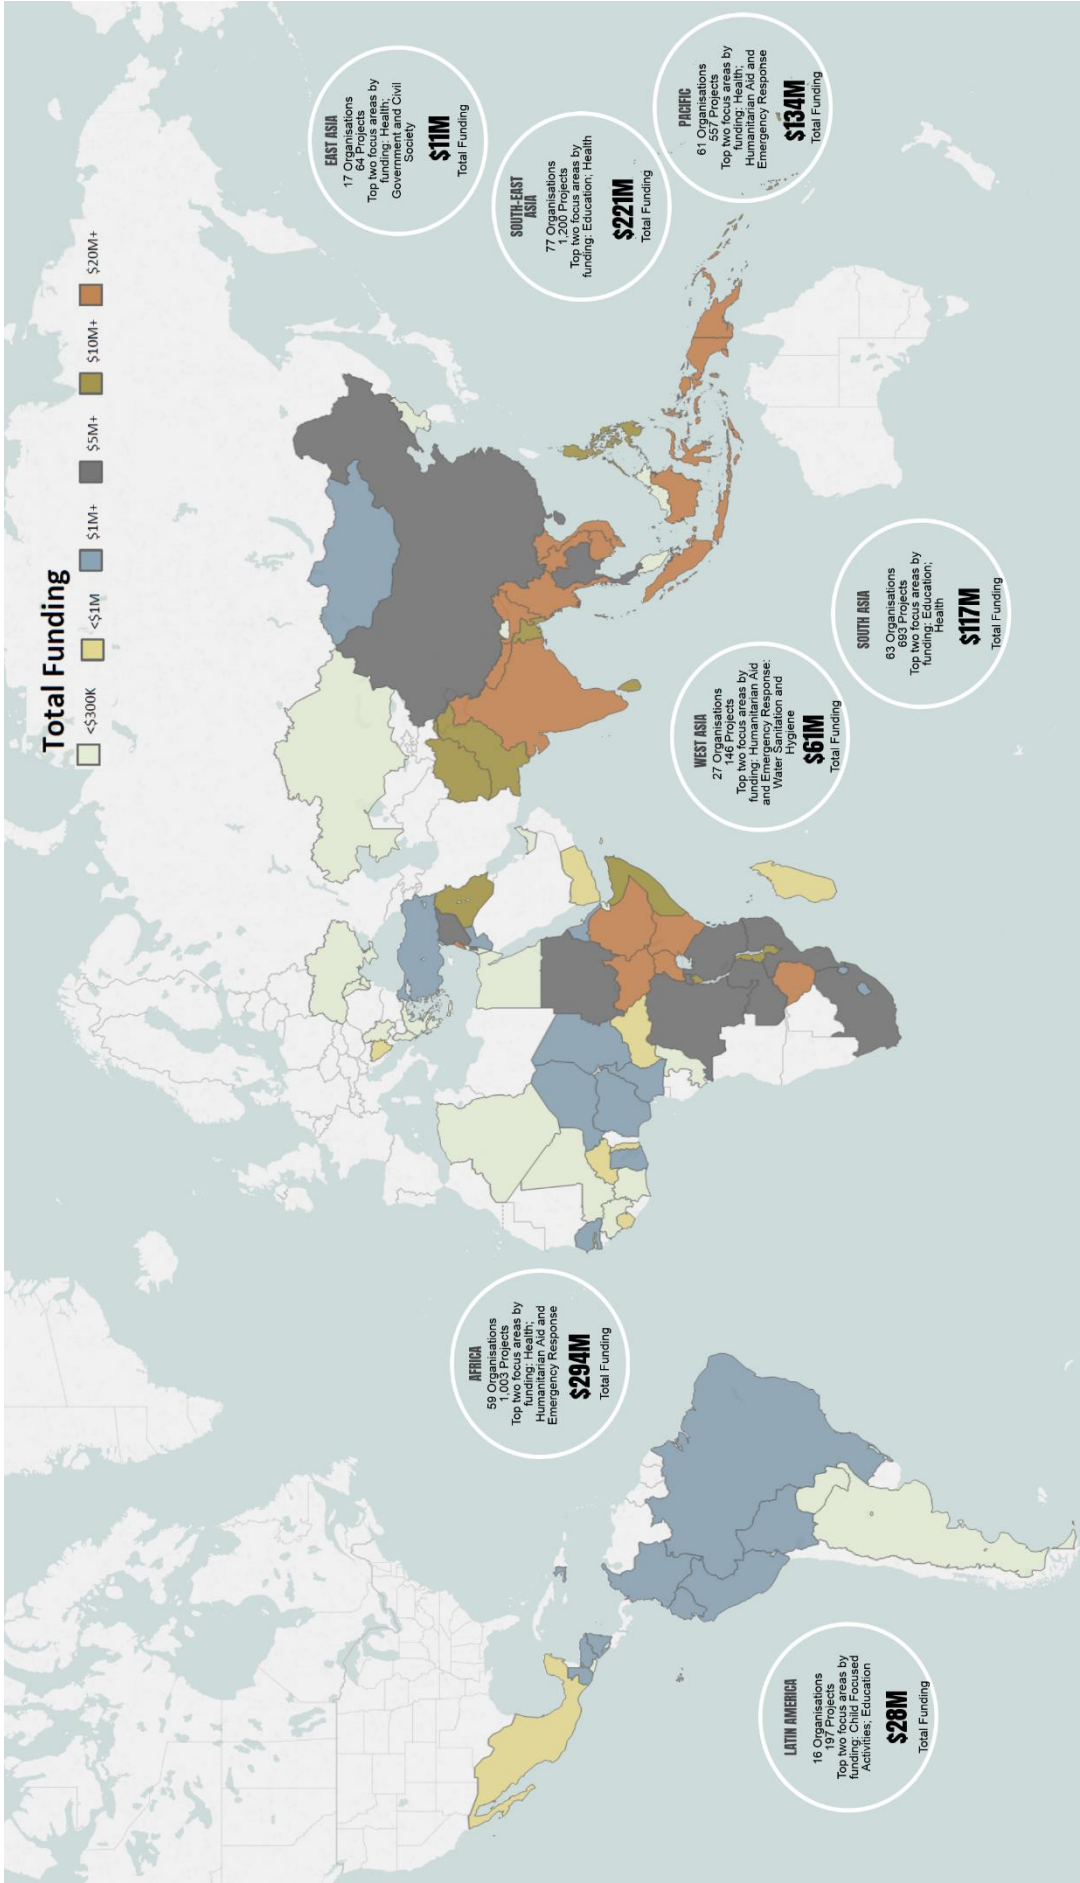 Total Funding
<$300K
<$1M
$1M+
$5M+
$10M+
$20M+
LATIN AMERICA
16 Organisations
197 Projects
Top two focus areas by
funding: Child Focused
Activities; Education
$28M
Total Funding
AFRICA
59 Organisations
1,003 Projects
Top two focus areas by
funding: Health;
Humanitarian Aid and
Emergency Response
$294M
Total Funding
WEST ASIA
27 Organisations
146 Projects
Top two focus areas by
funding: Humanitarian Aid
and Emergency Response:
Water Sanitation and
Hygiene
$61M
Total Funding
SOUTH ASIA
63 Organisations
693 Projects
Top two focus areas by
funding: Education;
Health
$117M
Total Funding
EAST ASIA
17 Organisations
64 Projects
Top two focus areas by
funding: Health;
Government and Civil
Society
$11M
Total Funding
SOUTH-EAST
ASIA
77 Organisations
1,200 Projects
Top two focus areas by
funding: Education; Health
$221M
Total Funding
PACIFIC
61 Organisations
557 Projects
Top two focus areas by
funding: Health;
Humanitarian Aid and
Emergency Response
$134M
Total Funding